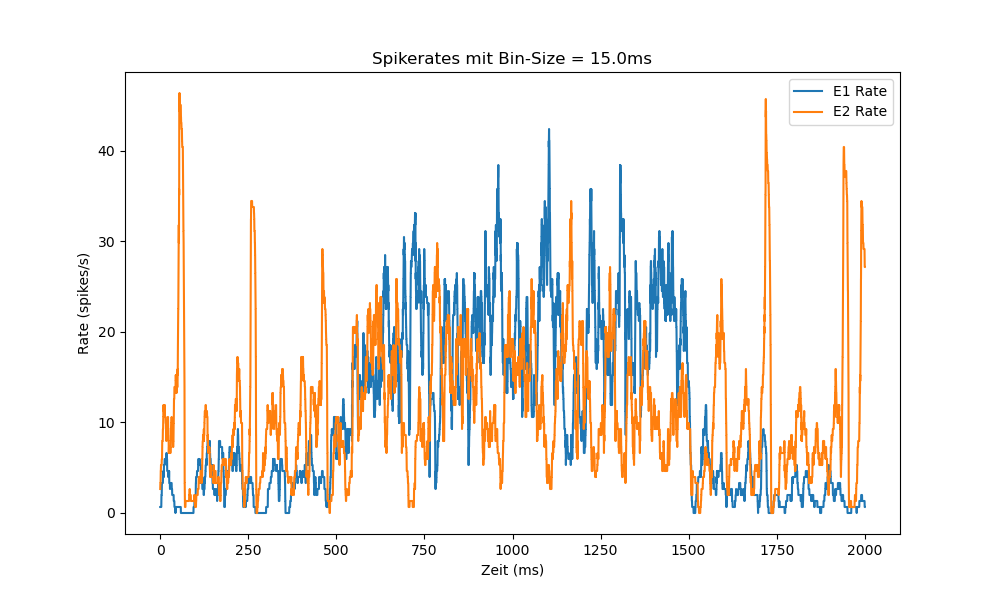 Spikerates mit Bin-Size = 15.0ms
E1 Rate
E2 Rate
Rate (spikes/s)
40
30
20
10
0
0 250 500 750 1000 1250 1500 1750 2000
Zeit (ms)